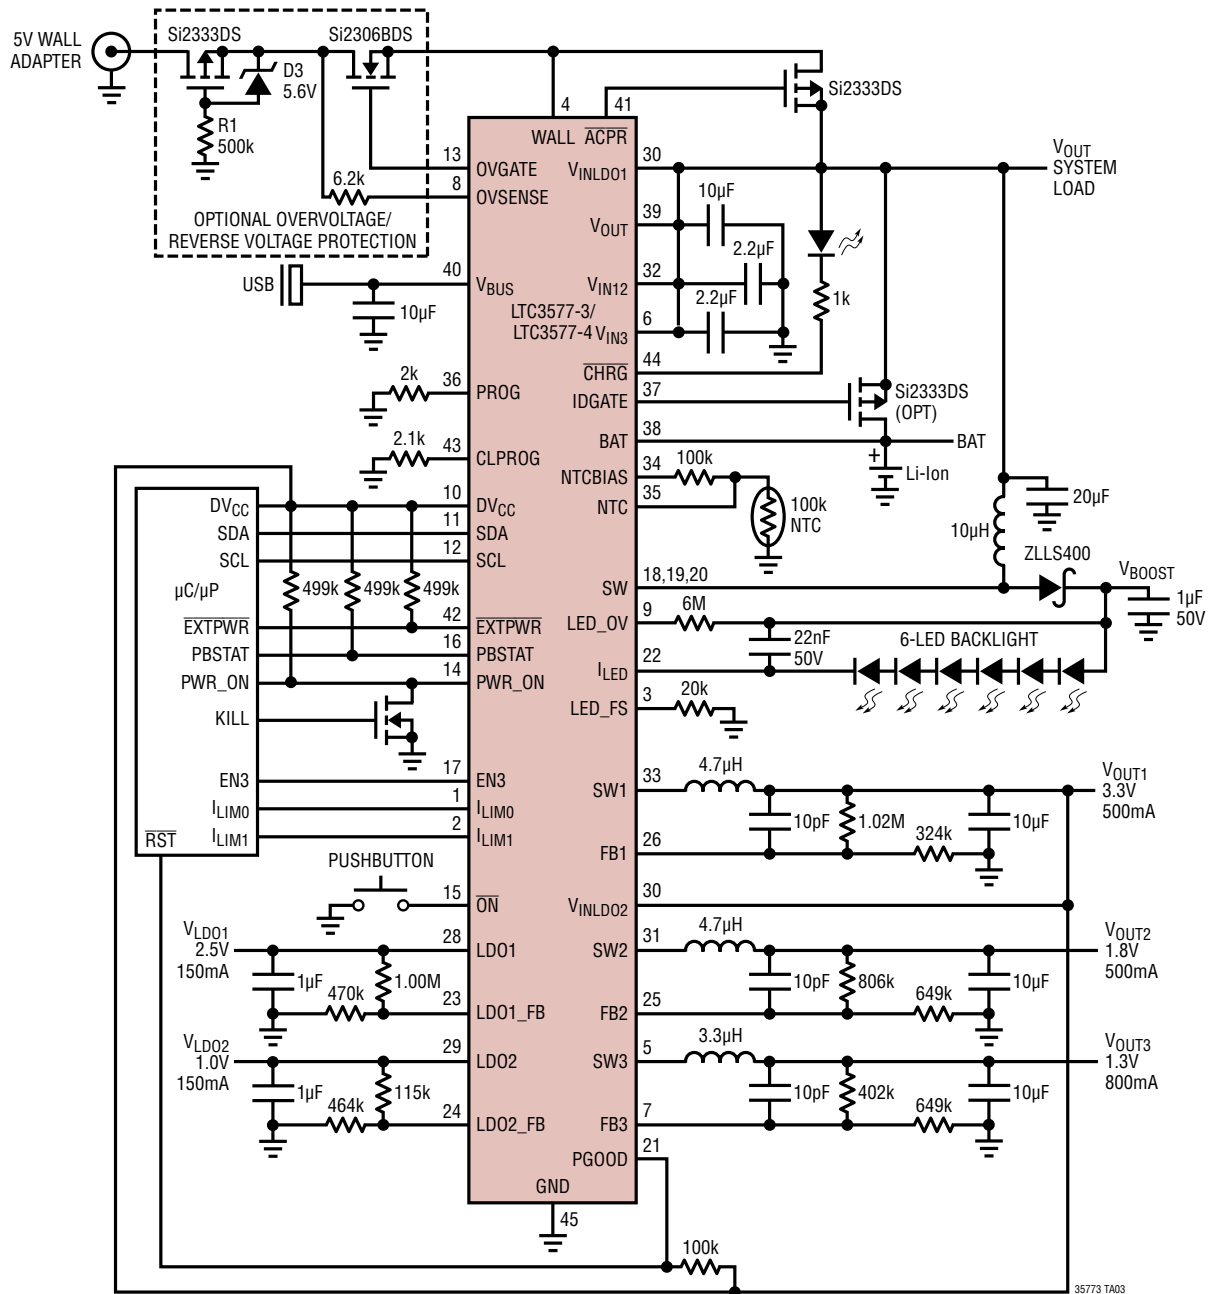 5V WALL
ADAPTER
Si2333DS
Si2306BDS
D3
5.6V
R1
500k
6.2k
OPTIONAL OVERVOLTAGE/
REVERSE VOLTAGE PROTECTION
4
41
WALL
ACPR
Si2333DS
13
OVGATE
8
OVSENSE
VINLDO1
30
VOUT
SYSTEM
LOAD
10µF
VOUT
39
2.2µF
VIN12
32
2.2µF
VIN3
6
1k
USB
40
VBUS
10µF
LTC3577-3/
LTC3577-4
CHRG
44
2k
36
PROG
IDGATE
37
Si2333DS
(OPT)
BAT
38
BAT
+
Li-Ion
2.1k
43
CLPROG
NTCBIAS
34
100k
NTC
35
100k
NTC
20µF
10µH
DVCC
10
DVCC
SDA
11
SDA
SCL
12
SCL
µC/µP
499k
499k
499k
ZLLS400
SW
18,19,20
VBOOST
1µF
50V
EXTPWR
42
EXTPWR
LED_OV
9
6M
PBSTAT
16
PBSTAT
22nF
50V
6-LED BACKLIGHT
PWR_ON
14
PWR_ON
ILED
22
KILL
LED_FS
3
20k
EN3
17
EN3
SW1
33
4.7µH
VOUT1
3.3V
500mA
ILIM0
1
ILIM0
10pF
1.02M
10µF
RST
ILIM1
2
ILIM1
FB1
26
324k
PUSHBUTTON
15
ON
VINLDO2
30
VLDO1
2.5V
150mA
28
LDO1
SW2
31
4.7µH
VOUT2
1.8V
500mA
1µF
470k
1.00M
10pF
806k
649k
10µF
23
LDO1_FB
FB2
25
VLDO2
1.0V
150mA
29
LDO2
SW3
5
3.3µH
VOUT3
1.3V
800mA
1µF
464k
115k
10pF
402k
649k
10µF
24
LDO2_FB
FB3
7
PGOOD
21
GND
45
100k
35773 TA03